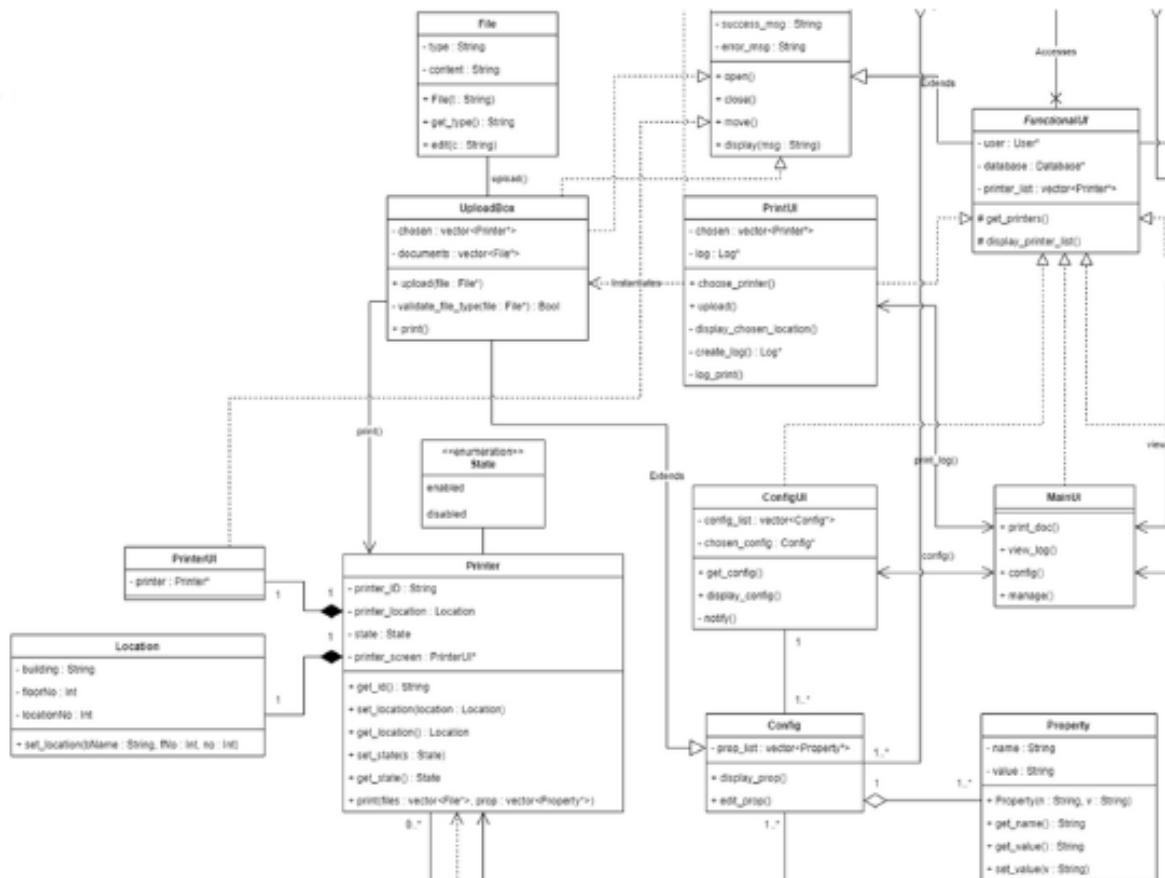 File
- type : String
- content : String
+ File(t : String)
+ get_type() : String
+ edit(c : String)
upload()
- success_msg : String
- error_msg : String
+ open()
+ close()
+ move()
+ display(msg : String)
Extends
Accesses
FunctionalUI
- user : User*
- database : Database*
- printer_list : vector<Printer*>
# get_printers()
# display_printer_list()
UploadBox
- chosen : vector<Printer*>
- documents : vector<File*>
+ upload(file : File*)
- validate_file_type(file : File*) : Bool
+ print()
Instantiates
PrintUI
- chosen : vector<Printer*>
- log : Log*
+ choose_printer()
+ upload()
- display_chosen_location()
- create_log() : Log*
- log_print()
print()
<<enumeration>>
State
enabled
disabled
Extends
print_log()
view
ConfigUI
- config_list : vector<Config*>
- chosen_config : Config*
+ get_config()
+ display_config()
- notify()
config()
MainUI
+ print_doc()
+ view_log()
+ config()
+ manage()
PrinterUI
- printer : Printer*
1
1
Location
- building : String
- floorNo : Int
- locationNo : Int
+ set_location(bName : String, fNo : Int, no : Int)
1
1
Printer
- printer_ID : String
- printer_location : Location
- state : State
- printer_screen : PrinterUI*
+ get_id() : String
+ set_location(location : Location)
+ get_location() : Location
+ set_state(s : State)
+ get_state() : State
+ print(files : vector<File*>, prop : vector<Property*>)
0..*
1
1..*
Config
- prop_list : vector<Property*>
+ display_prop()
+ edit_prop()
1..*
1
1..*
1..*
Property
- name : String
- value : String
+ Property(n : String, v : String)
+ get_name() : String
+ get_value() : String
+ set_value(v : String)